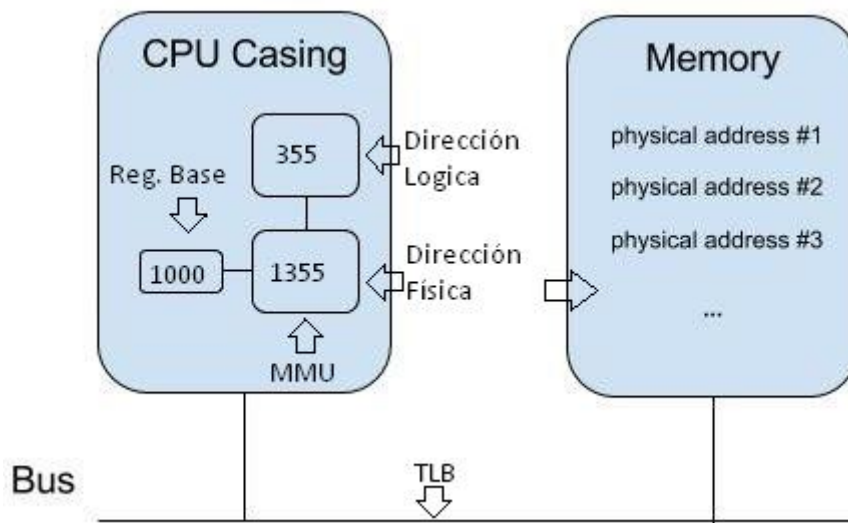 CPU Casing
355
Dirección
Logica
Reg. Base
1000
1355
Dirección
Física
MMU
Memory
physical address #1
physical address #2
physical address #3
...
Bus
TLB